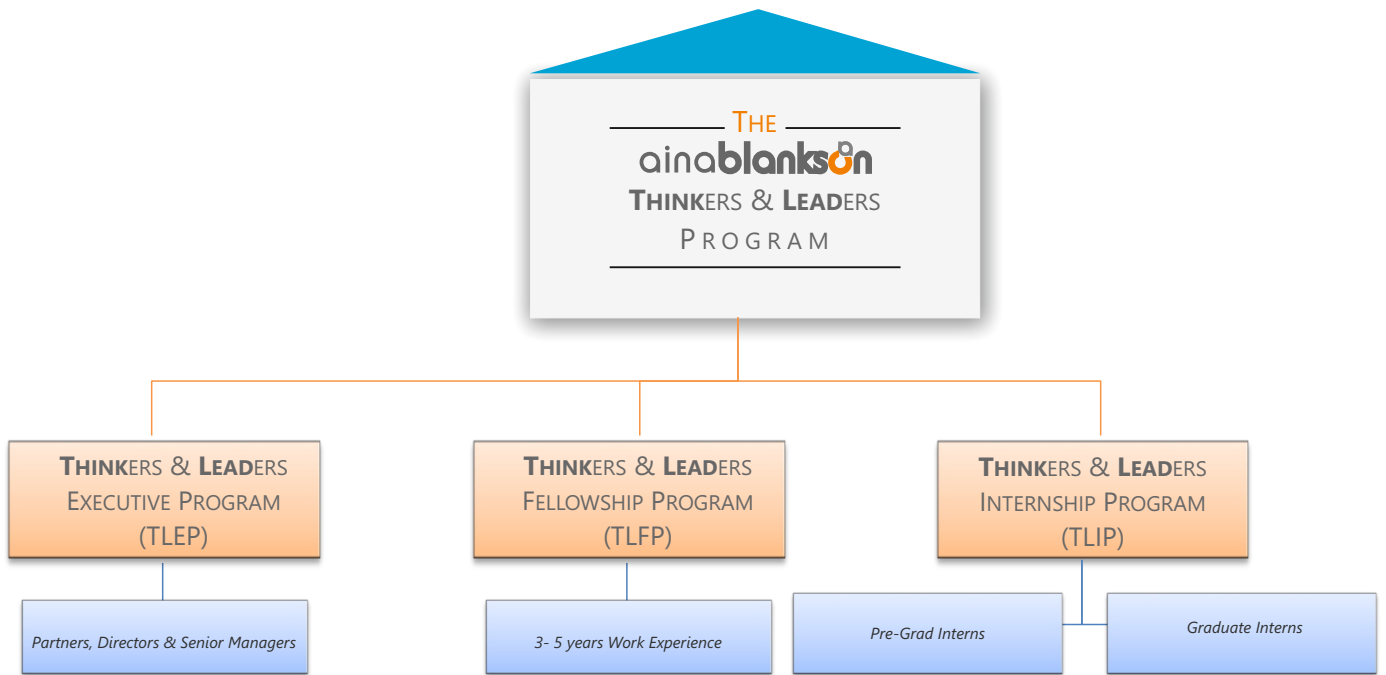 THE
ainablankson
THINKERS & LEADERS
PROGRAM
THINKERS & LEADERS
EXECUTIVE PROGRAM
(TLEP)
THINKERS & LEADERS
FELLOWSHIP PROGRAM
(TLFP)
THINKERS & LEADERS
INTERNSHIP PROGRAM
(TLIP)
Partners, Directors & Senior Managers
3- 5 years Work Experience
Pre-Grad Interns
Graduate Interns